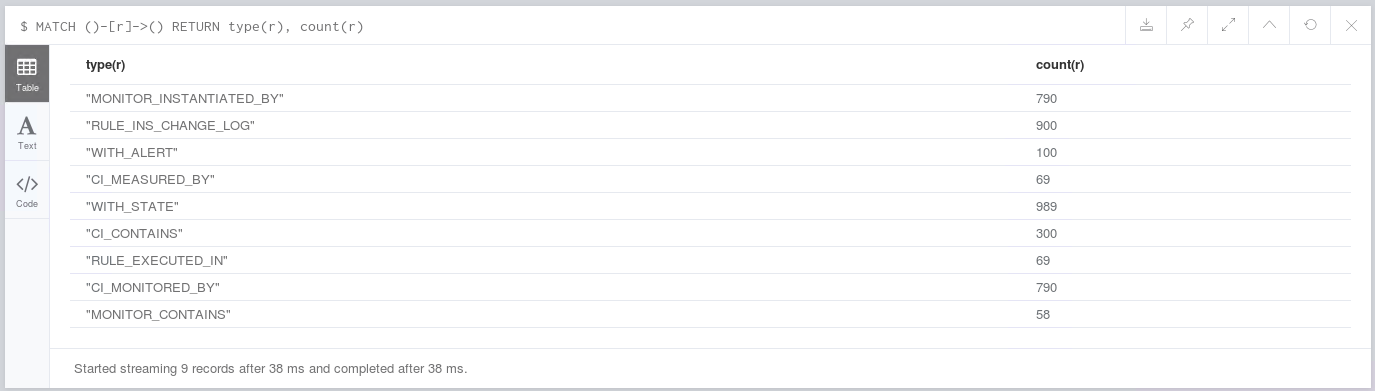 $ MATCH ()-[r]->() RETURN type(r), count(r)
Table
Text
Code
type(r) count(r)
"MONITOR_INSTANTIATED_BY" 790
"RULE_INS_CHANGE_LOG" 900
"WITH_ALERT" 100
"CI_MEASURED_BY" 69
"WITH_STATE" 989
"CI_CONTAINS" 300
"RULE_EXECUTED_IN" 69
"CI_MONITORED_BY" 790
"MONITOR_CONTAINS" 58
Started streaming 9 records after 38 ms and completed after 38 ms.